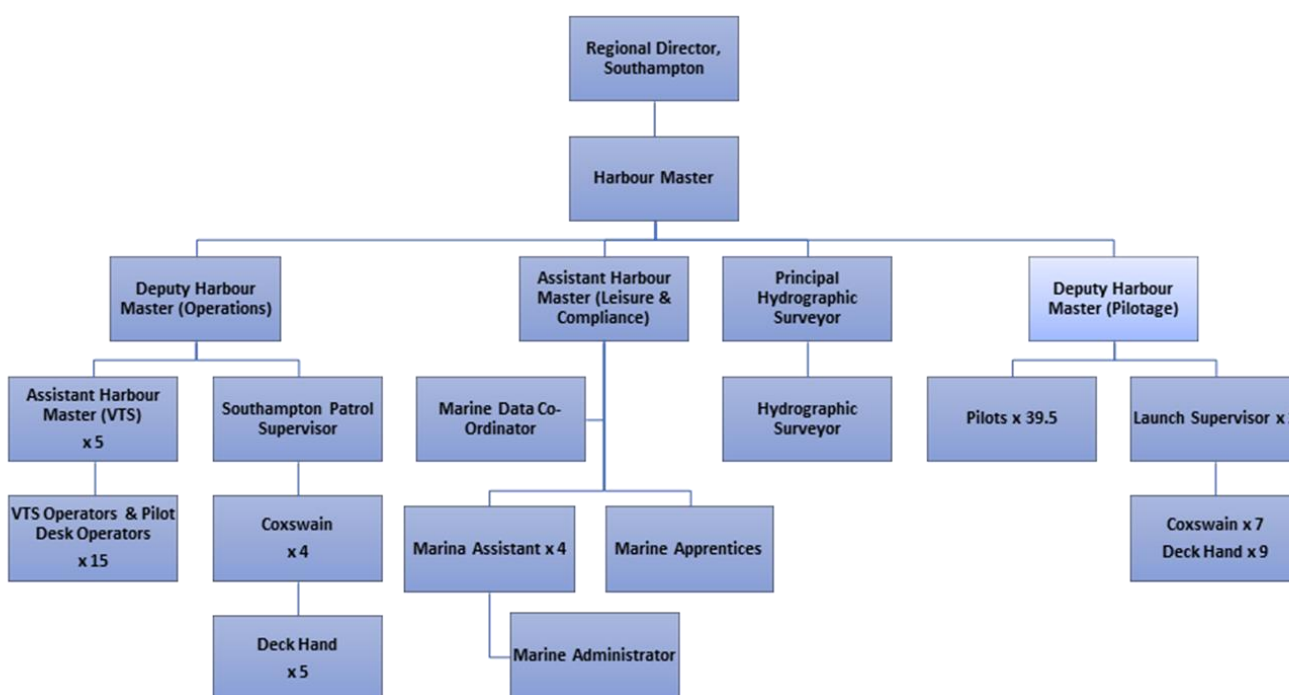 Regional Director,
Southampton
Harbour Master
Deputy Harbour
Master (Operations)
Assistant Harbour
Master (Leisure &
Compliance)
Principal
Hydrographic
Surveyor
Deputy Harbour
Master (Pilotage)
Assistant Harbour
Master (VTS)
x 5
Southampton Patrol
Supervisor
Marine Data Co-
Ordinator
Hydrographic
Surveyor
Pilots x 39.5
Launch Supervisor x
VTS Operators & Pilot
Desk Operators
x 15
Coxswain
x 4
Marina Assistant x 4
Marine Apprentices
Coxswain x 7
Deck Hand x 9
Deck Hand
x 5
Marine Administrator